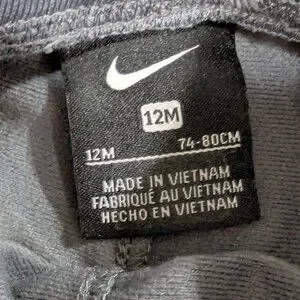 12M
12M 74-80CM
MADE IN VIETNAM
FABRIQUÉ AU VIETNAM
HECHO EN VIETNAM